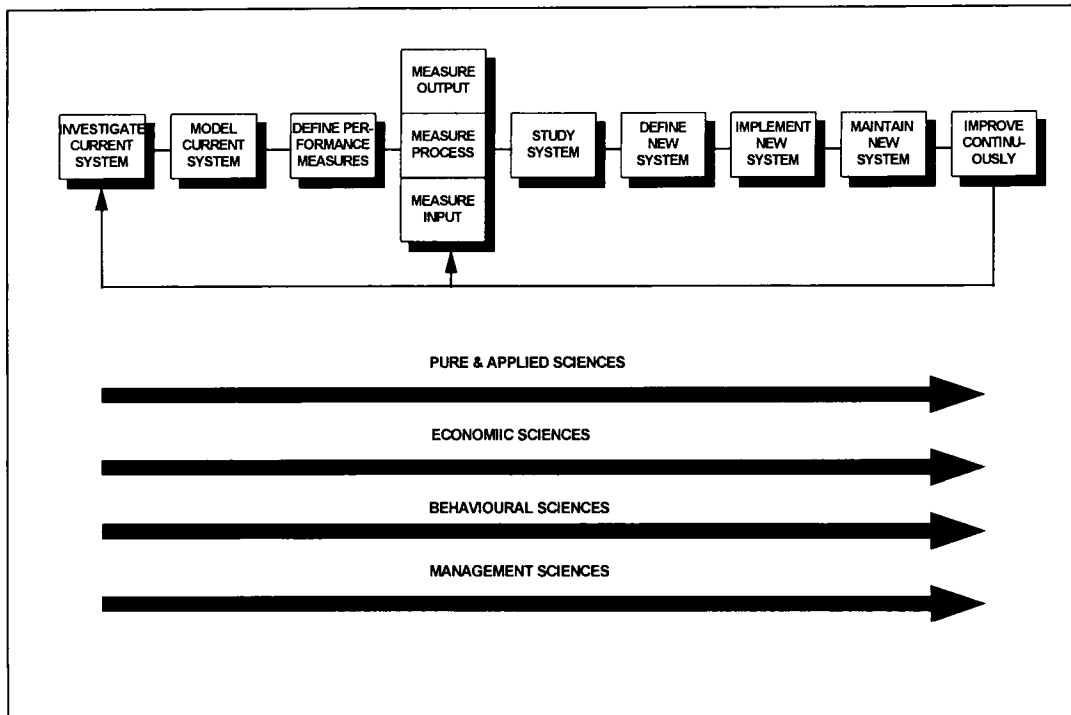 INVESTIGATE
CURRENT
SYSTEM
MODEL
CURRENT
SYSTEM
DEFINE PER-
FORMANCE
MEASURES
MEASURE
OUTPUT
MEASURE
PROCESS
MEASURE
INPUT
STUDY
SYSTEM
DEFINE
NEW
SYSTEM
IMPLEMENT
NEW
SYSTEM
MAINTAIN
NEW
SYSTEM
IMPROVE
CONTINU-
OUSLY
PURE & APPLIED SCIENCES
ECONOMIIC SCIENCES
BEHAVIOURAL SCIENCES
MANAGEMENT SCIENCES